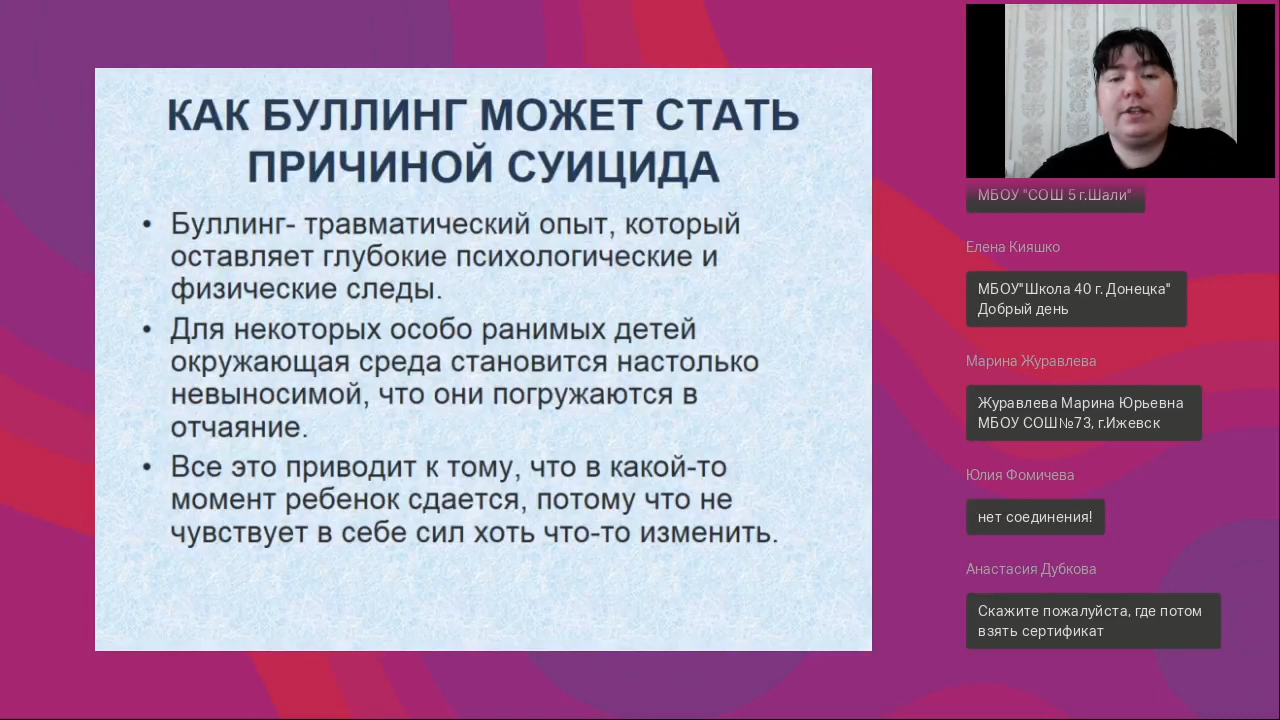 КАК БУЛЛИНГ МОЖЕТ СТАТЬ
ПРИЧИНОЙ СУИЦИДА
• Буллинг- травматический опыт, который
оставляет глубокие психологические и
физические следы.
• Для некоторых особо ранимых детей
окружающая среда становится настолько
невыносимой, что они погружаются в
отчаяние.
• Все это приводит к тому, что в какой-то
момент ребенок сдается, потому что не
чувствует в себе сил хоть что-то изменить.
МБОУ "СОШ 5 г.Шали"
Елена Кияшко
МБОУ"Школа 40 г. Донецка"
Добрый день
Марина Журавлева
Журавлева Марина Юрьевна
МБОУ СОШ№73, г.Ижевск
Юлия Фомичева
нет соединения!
Анастасия Дубкова
Скажите пожалуйста, где потом
взять сертификат